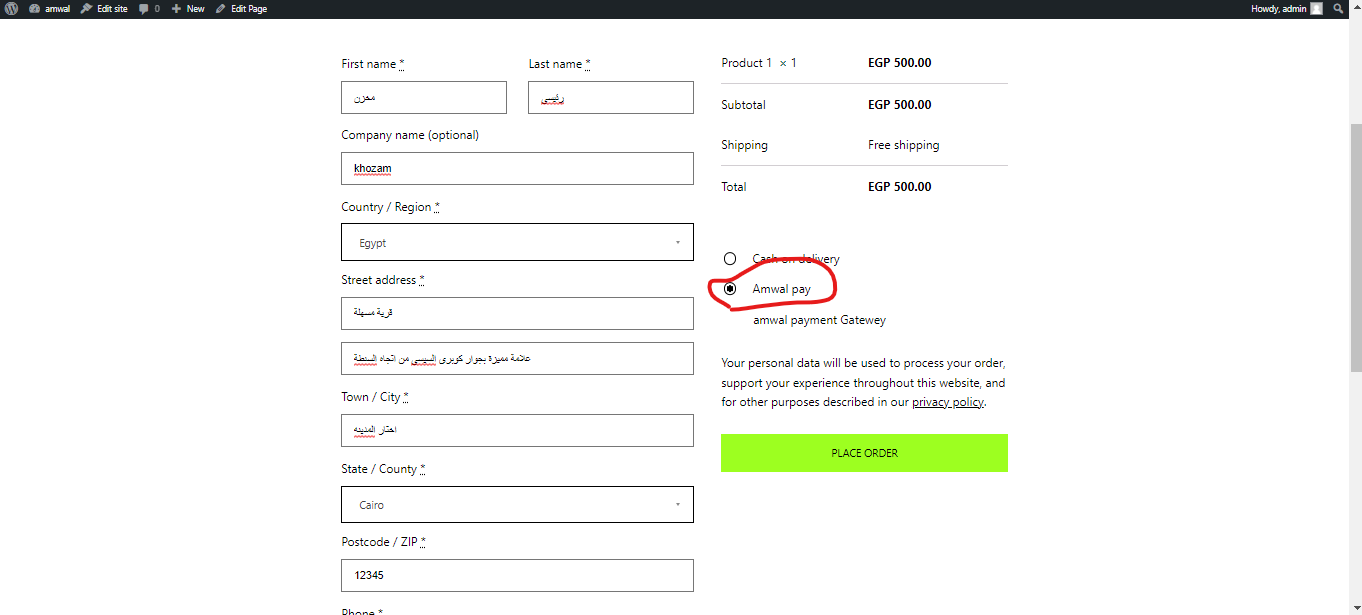 amwal Edit site 0 New Edit Page Howdy, admin
First name * Last name *
مخزن رئيسى
Company name (optional)
khozam
Country / Region *
Egypt
Street address *
قرية مسهلة
علامة مميزة بجوار كوبرى السيسى من اتجاه السنطة
Town / City *
اختار المدينه
State / County *
Cairo
Postcode / ZIP *
12345
Phone *
Product 1 × 1 EGP 500.00
Subtotal EGP 500.00
Shipping Free shipping
Total EGP 500.00
Cash on delivery
Amwal pay
amwal payment Gatewey
Your personal data will be used to process your order,
support your experience throughout this website, and
for other purposes described in our privacy policy.
PLACE ORDER